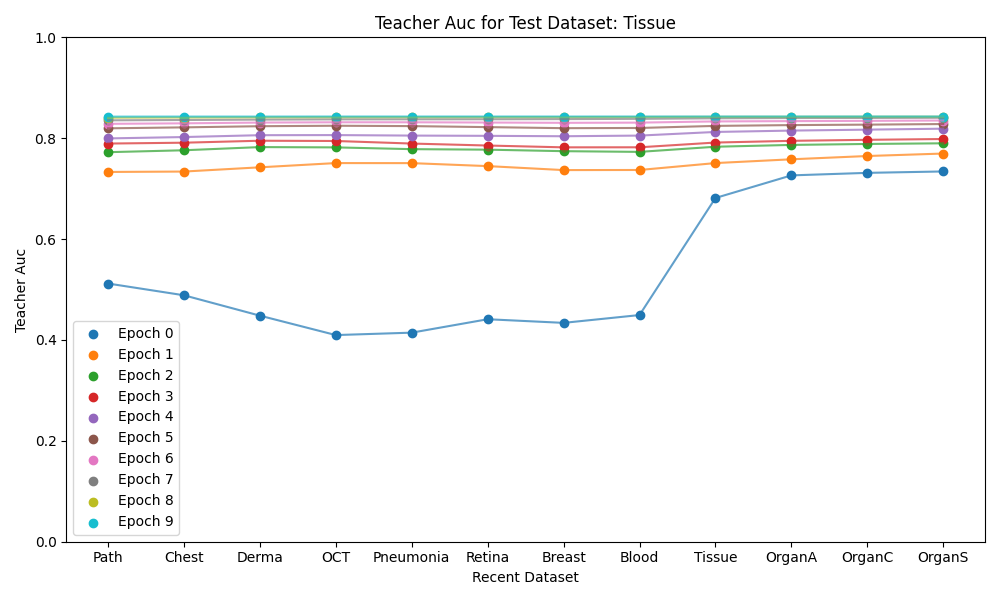 Teacher Auc for Test Dataset: Tissue
1.0
0.8
0.6
0.4
0.2
0.0
Teacher Auc
Epoch 0
Epoch 1
Epoch 2
Epoch 3
Epoch 4
Epoch 5
Epoch 6
Epoch 7
Epoch 8
Epoch 9
Path Chest Derma OCT Pneumonia Retina Breast Blood Tissue OrganA OrganC OrganS
Recent Dataset